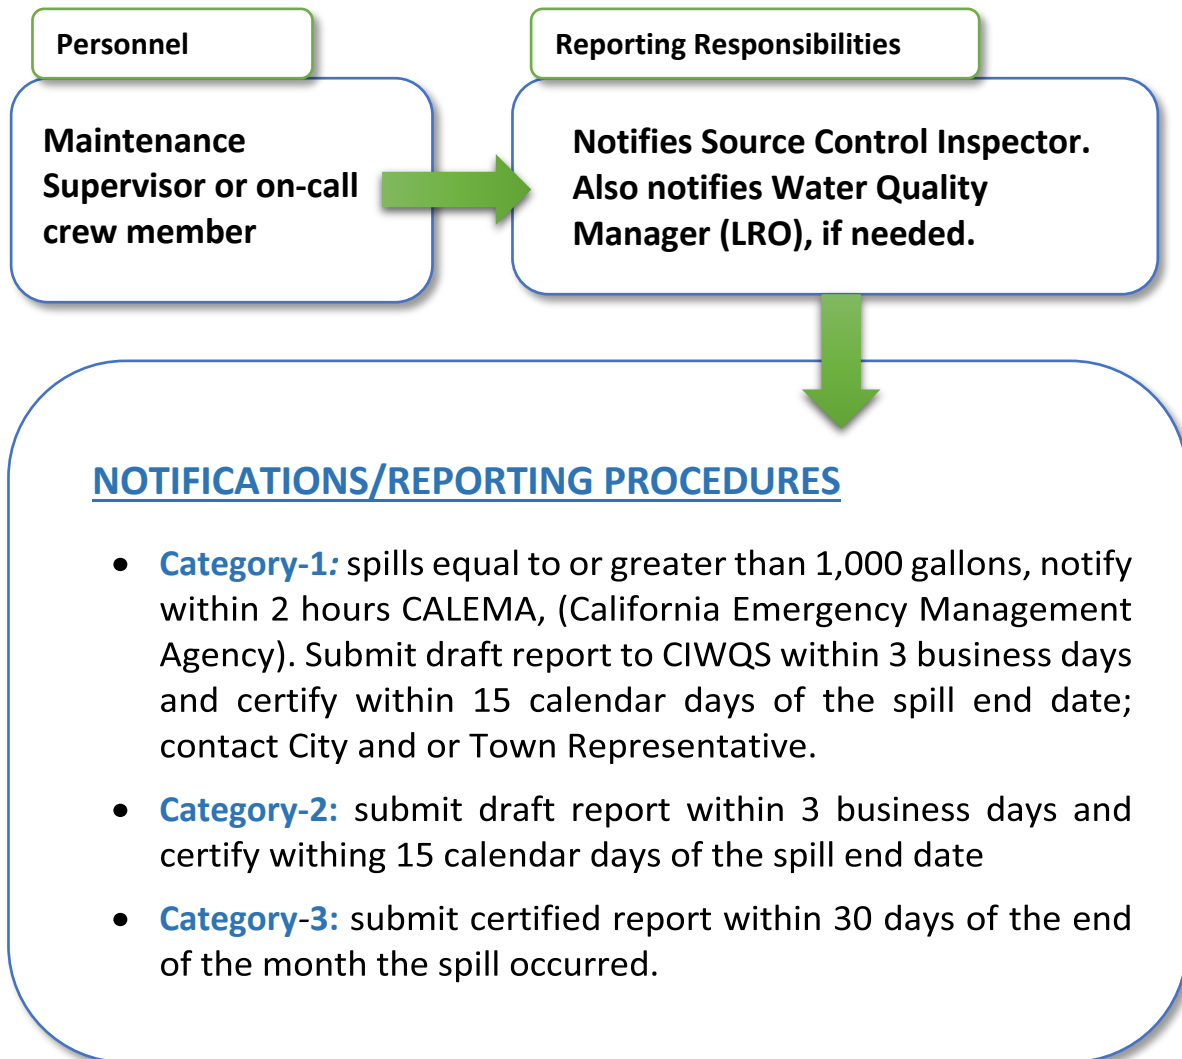 Personnel
Reporting Responsibilities
Maintenance
Supervisor or on-call
crew member
Notifies Source Control Inspector.
Also notifies Water Quality
Manager (LRO), if needed.
NOTIFICATIONS/REPORTING PROCEDURES
• Category-1: spills equal to or greater than 1,000 gallons, notify
within 2 hours CALEMA, (California Emergency Management
Agency). Submit draft report to CIWQS within 3 business days
and certify within 15 calendar days of the spill end date;
contact City and or Town Representative.
• Category-2: submit draft report within 3 business days and
certify withing 15 calendar days of the spill end date
• Category-3: submit certified report within 30 days of the end
of the month the spill occurred.